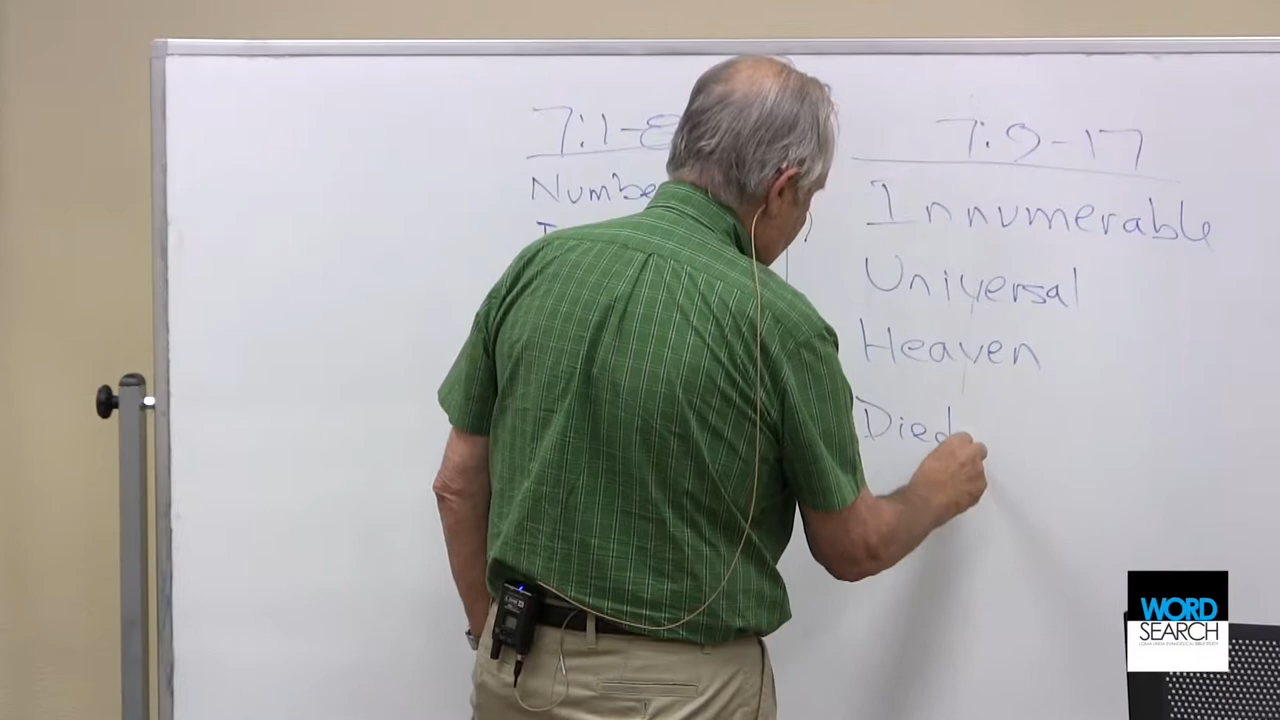 7:1-8
Numbe
7:9-17
Innumerable
Universal
Heaven
Died
WORD
SEARCH